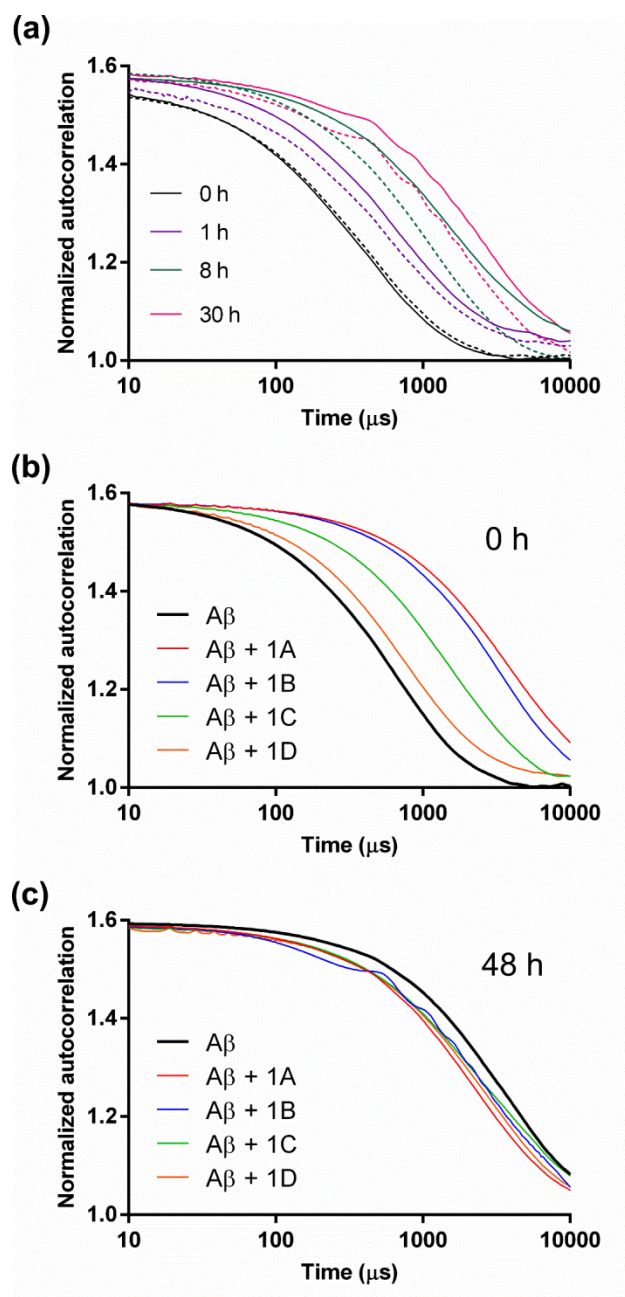 (a)
1.6
1.4
1.2
1.0
Normalized autocorrelation
0 h
1 h
8 h
30 h
10
100
1000
10000
Time (μs)
(b)
1.6
1.4
1.2
1.0
Normalized autocorrelation
0 h
Aβ
Aβ + 1A
Aβ + 1B
Aβ + 1C
Aβ + 1D
10
100
1000
10000
Time (μs)
(c)
1.6
1.4
1.2
1.0
Normalized autocorrelation
48 h
Aβ
Aβ + 1A
Aβ + 1B
Aβ + 1C
Aβ + 1D
10
100
1000
10000
Time (μs)